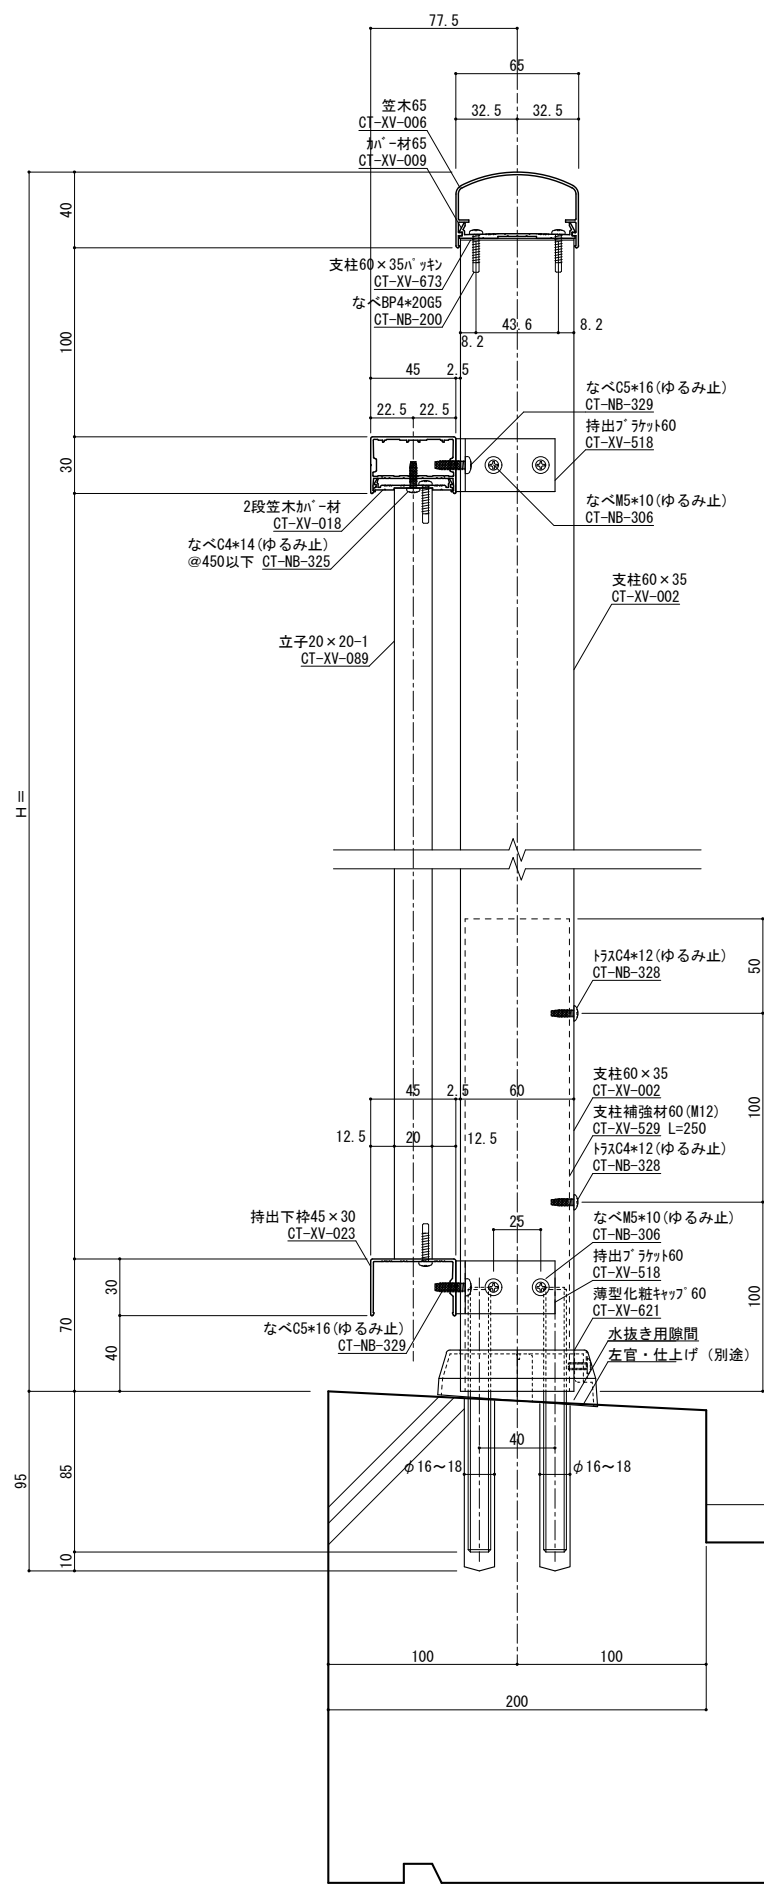 77.5
65
32.5
32.5
笠木65
CT-XV-006
ｶﾊﾞｰ材65
CT-XV-009
40
支柱60×35ﾊﾟｯｷﾝ
CT-XV-673
なべBP4*20G5
CT-NB-200
100
8.2
43.6
8.2
45
2.5
22.5
22.5
なべC5*16(ゆるみ止)
CT-NB-329
持出ﾌﾞﾗｹｯﾄ60
CT-XV-518
30
2段笠木ｶﾊﾞｰ材
CT-XV-018
なべC4*14(ゆるみ止)
@450以下 CT-NB-325
なべM5*10(ゆるみ止)
CT-NB-306
支柱60×35
CT-XV-002
立子20×20-1
CT-XV-089
H＝
50
ﾄﾗｽC4*12(ゆるみ止)
CT-NB-328
100
支柱60×35
CT-XV-002
支柱補強材60(M12)
CT-XV-529 L=250
ﾄﾗｽC4*12(ゆるみ止)
CT-NB-328
45
2.5
60
12.5
20
12.5
持出下枠45×30
CT-XV-023
25
なべM5*10(ゆるみ止)
CT-NB-306
持出ﾌﾞﾗｹｯﾄ60
CT-XV-518
薄型化粧ｷｬｯﾌﾟ60
CT-XV-621
水抜き用隙間
左官・仕上げ（別途）
100
70
30
40
なべC5*16(ゆるみ止)
CT-NB-329
95
85
10
40
φ16～18
φ16～18
100
100
200